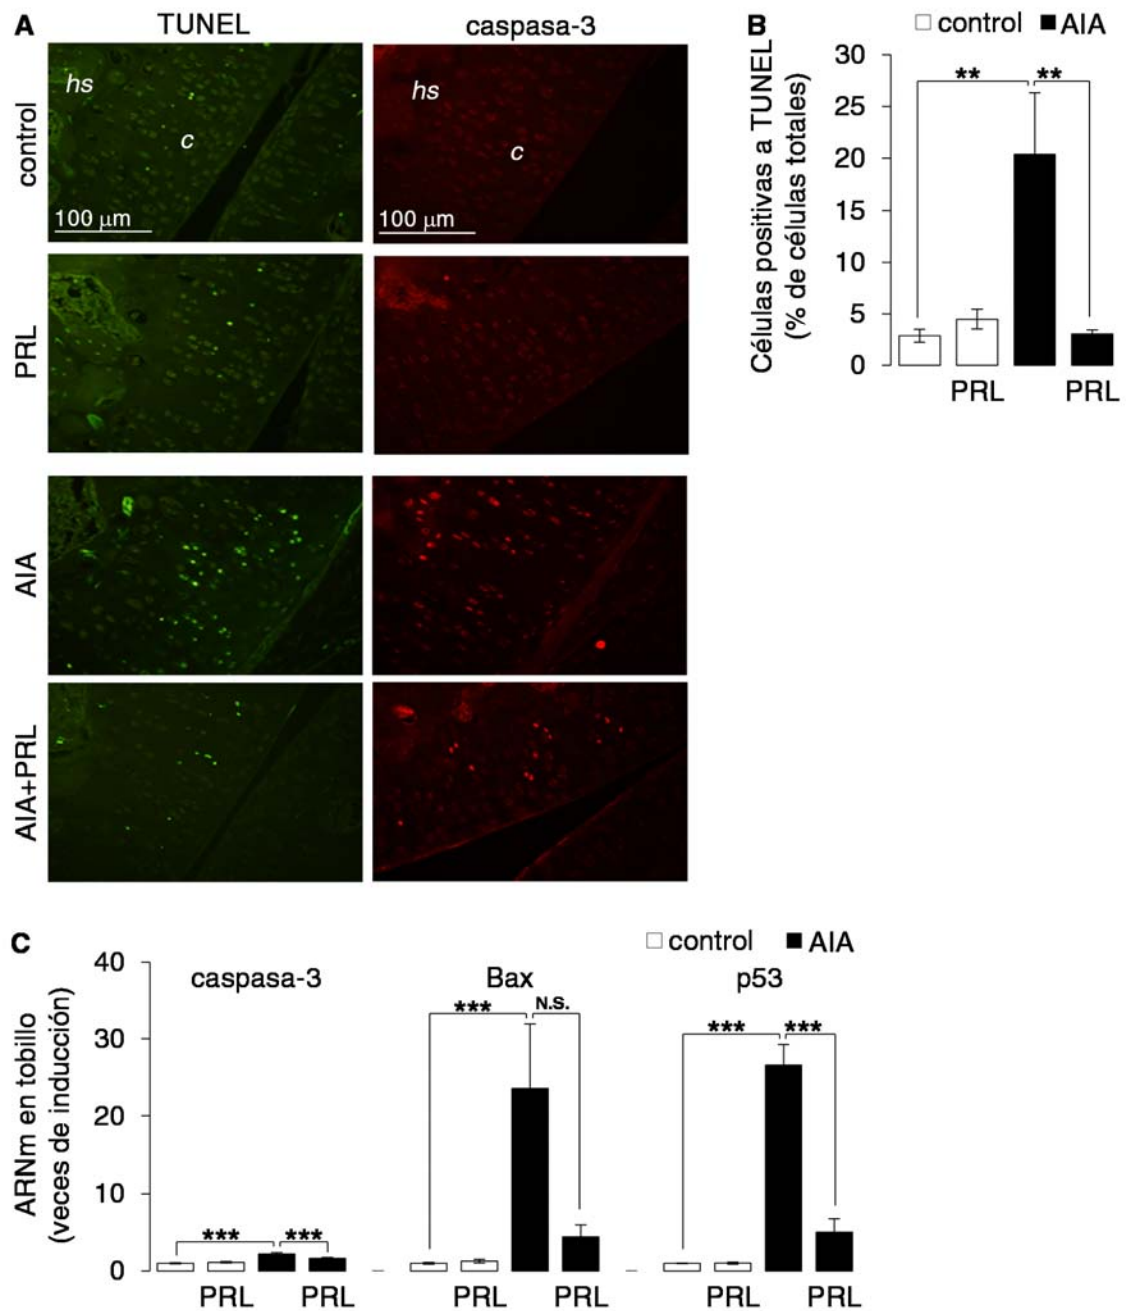 A
TUNEL
caspasa-3
control
hs
c
100 µm
hs
c
100 µm
PRL
AIA
AIA+PRL
B
control
AIA
Células positivas a TUNEL
(% de células totales)
30
25
20
15
10
5
0
**
**
PRL
PRL
C
control
AIA
ARNm en tobillo
(veces de inducción)
40
30
20
10
0
caspasa-3
Bax
p53
***
***
***
N.S.
***
***
PRL
PRL
PRL
PRL
PRL
PRL